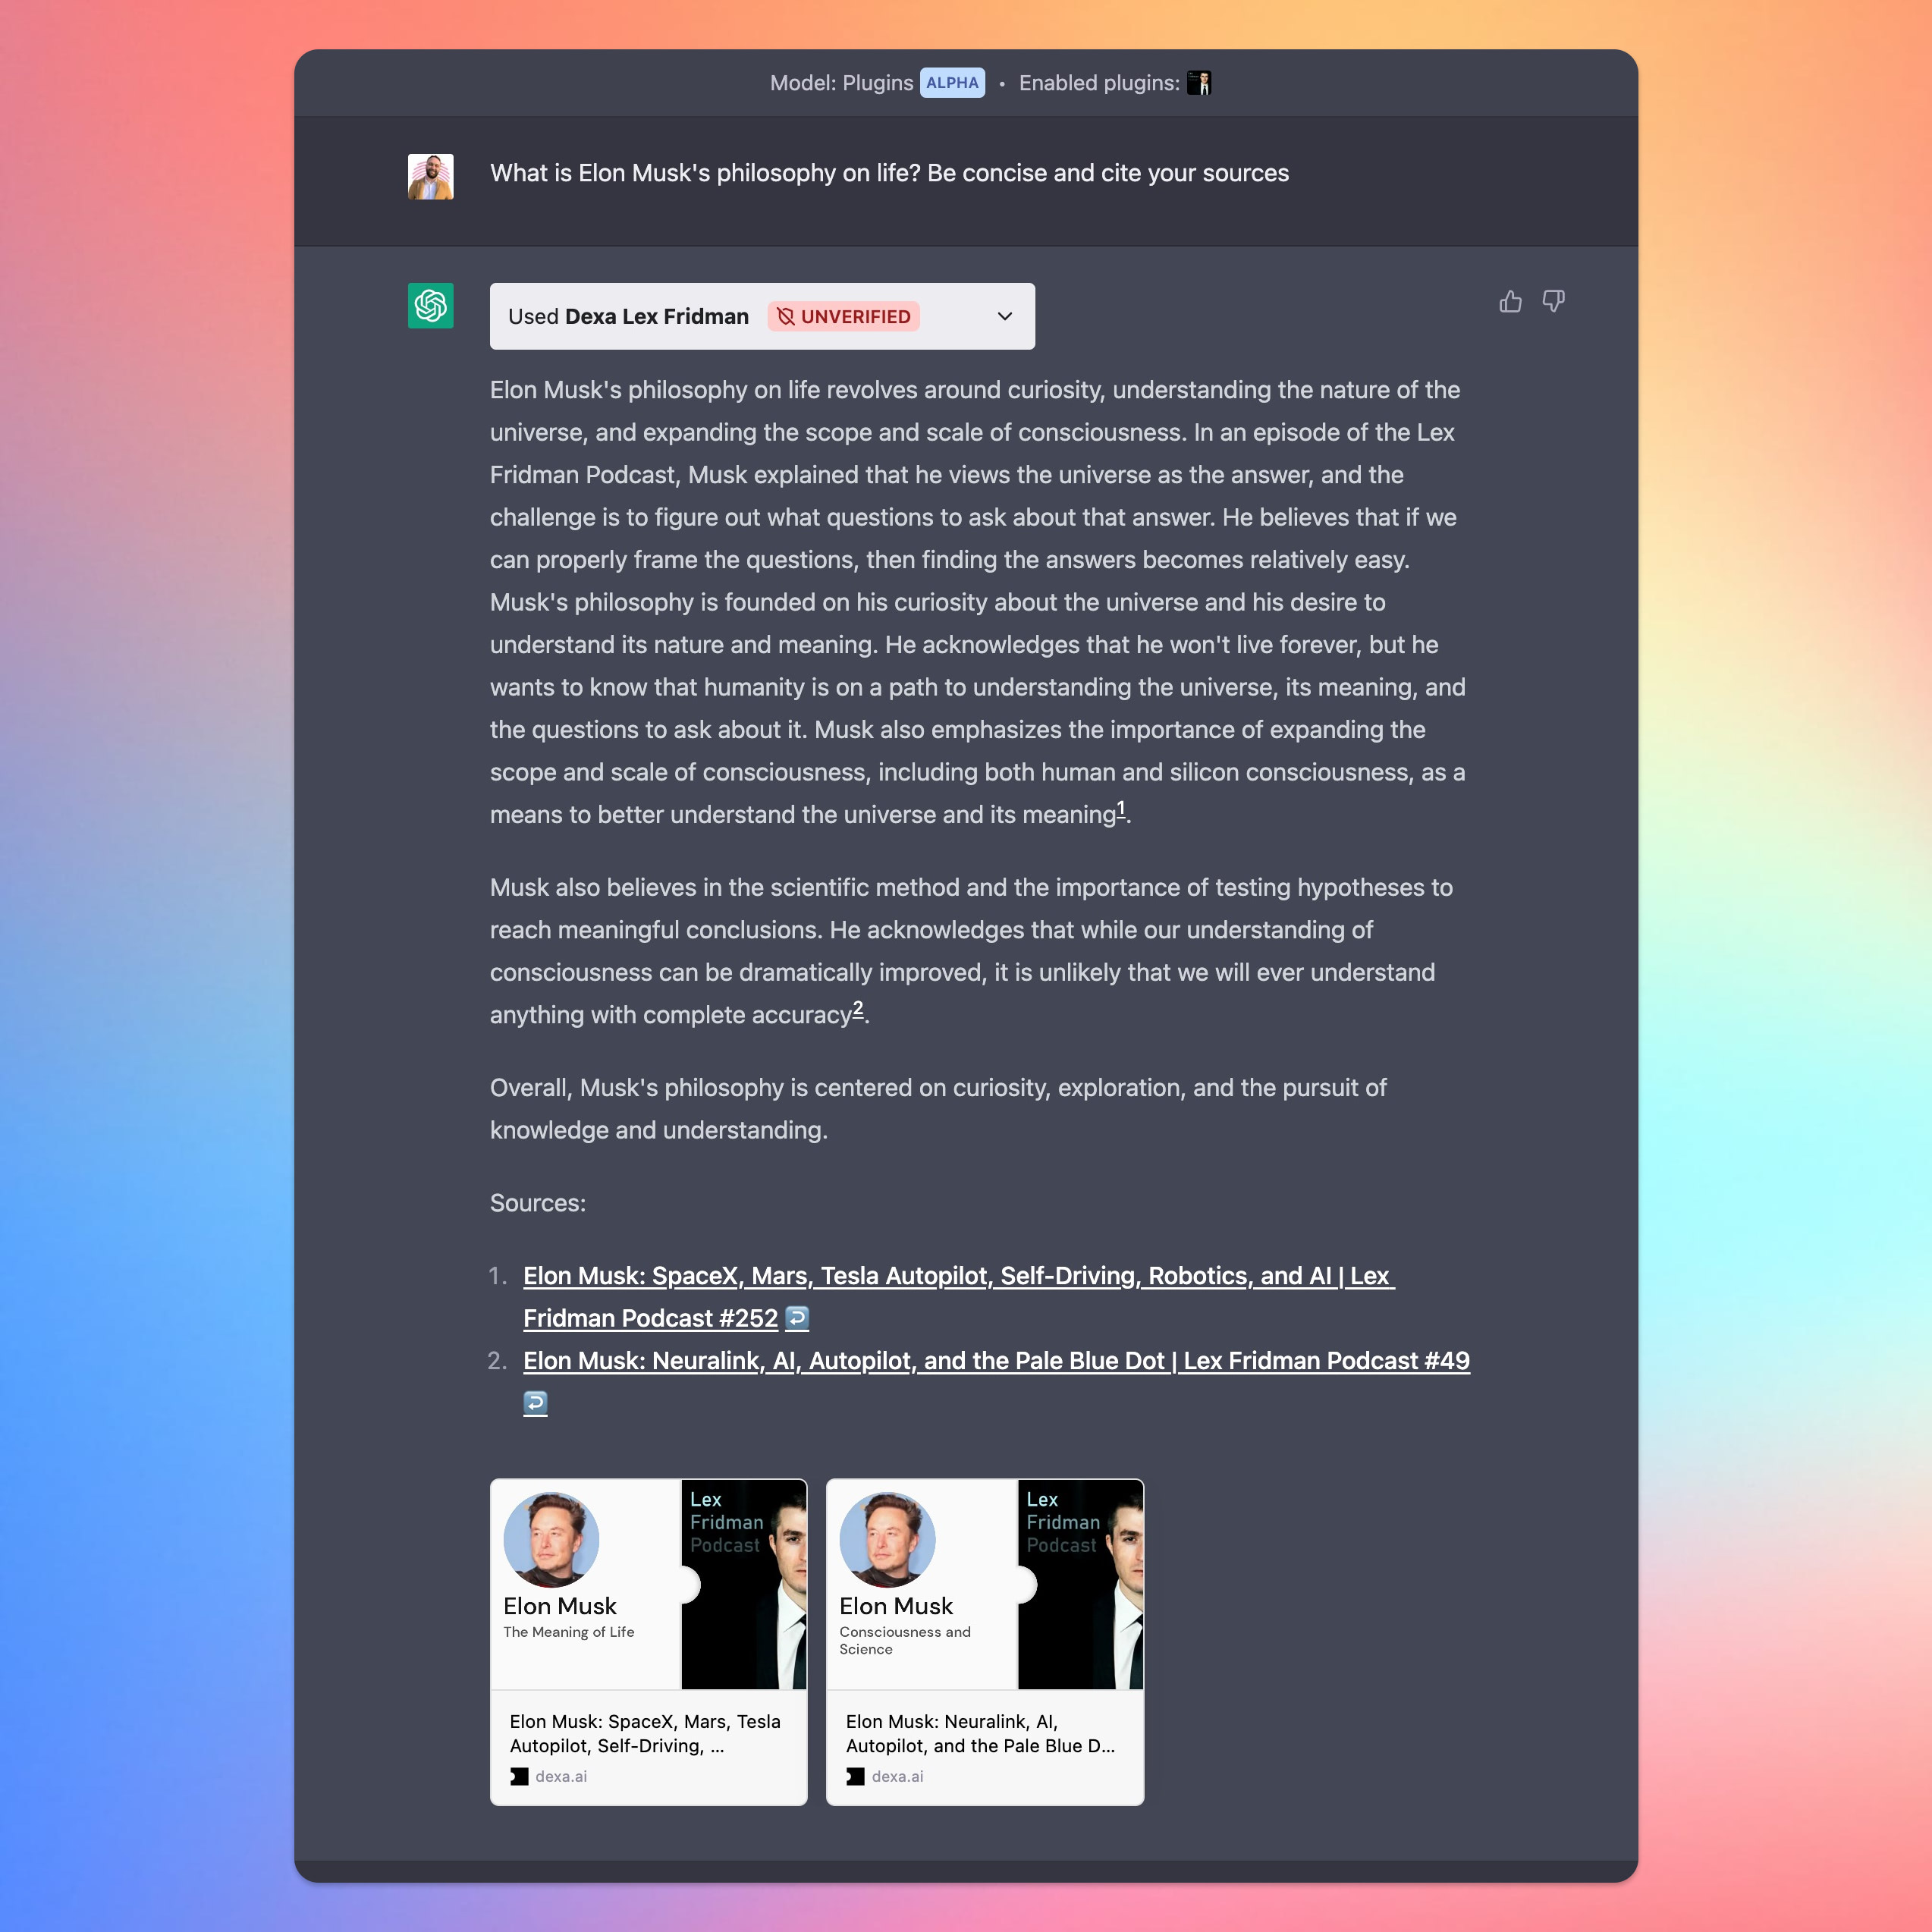 Model: Plugins ALPHA • Enabled plugins:
What is Elon Musk's philosophy on life? Be concise and cite your sources
Used Dexa Lex Fridman UNVERIFIED
Elon Musk's philosophy on life revolves around curiosity, understanding the nature of the
universe, and expanding the scope and scale of consciousness. In an episode of the Lex
Fridman Podcast, Musk explained that he views the universe as the answer, and the
challenge is to figure out what questions to ask about that answer. He believes that if we
can properly frame the questions, then finding the answers becomes relatively easy.
Musk's philosophy is founded on his curiosity about the universe and his desire to
understand its nature and meaning. He acknowledges that he won't live forever, but he
wants to know that humanity is on a path to understanding the universe, its meaning, and
the questions to ask about it. Musk also emphasizes the importance of expanding the
scope and scale of consciousness, including both human and silicon consciousness, as a
means to better understand the universe and its meaning1.
Musk also believes in the scientific method and the importance of testing hypotheses to
reach meaningful conclusions. He acknowledges that while our understanding of
consciousness can be dramatically improved, it is unlikely that we will ever understand
anything with complete accuracy2.
Overall, Musk's philosophy is centered on curiosity, exploration, and the pursuit of
knowledge and understanding.
Sources:
1. Elon Musk: SpaceX, Mars, Tesla Autopilot, Self-Driving, Robotics, and AI | Lex
Fridman Podcast #252 ↩
2. Elon Musk: Neuralink, AI, Autopilot, and the Pale Blue Dot | Lex Fridman Podcast #49
↩
Elon Musk
The Meaning of Life
Lex
Fridman
Podcast
Elon Musk: SpaceX, Mars, Tesla
Autopilot, Self-Driving, ...
dexa.ai
Elon Musk
Consciousness and
Science
Lex
Fridman
Podcast
Elon Musk: Neuralink, AI,
Autopilot, and the Pale Blue D...
dexa.ai